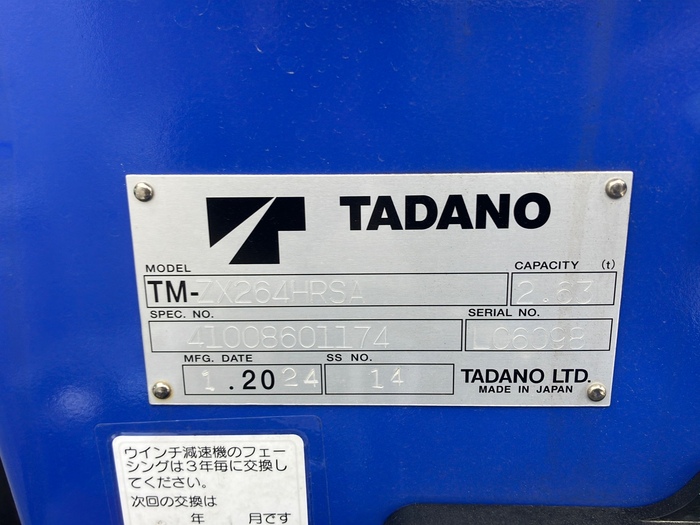 TADANO
MODEL
CAPACITY (t)
TM-ZX264HRSA
2.63
SPEC. NO.
SERIAL NO.
41008601174
LC6098
MFG. DATE
SS NO.
1.2024
14
TADANO LTD.
MADE IN JAPAN
ウインチ減速機のフェー
シングは3年毎に交換し
てください。
次回の交換は
年 月です